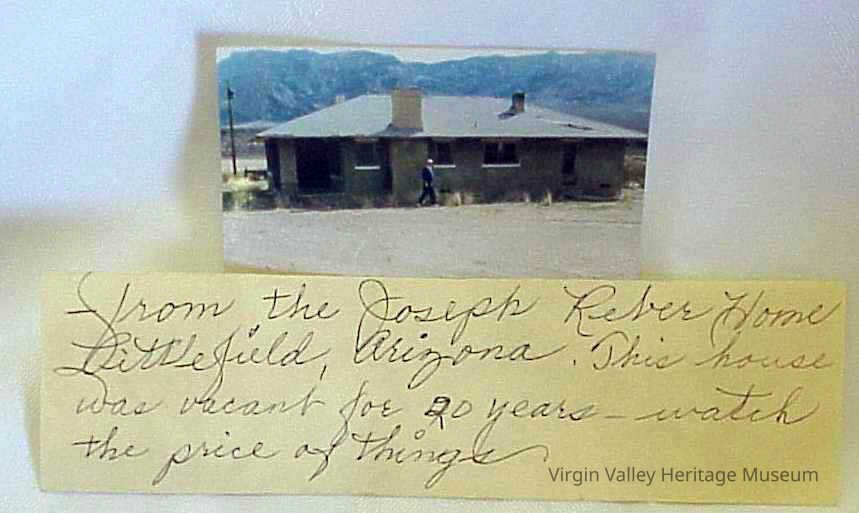 From the Joseph Reber Home
Littlefield, Arizona. This house
was vacant for 20 years - watch
the price of things
Virgin Valley Heritage Museum